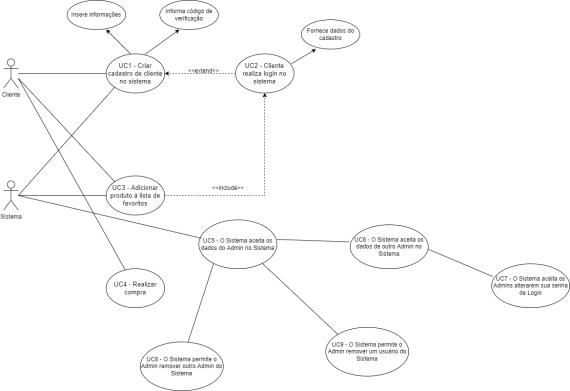 Insere informações
Informa código de
verificação
Fornece dados do
cadastro
UC1 - Criar
cadastro de cliente
no sistema
<<extend>>
UC2 - Cliente
realiza login no
sistema
Cliente
UC3 - Adicionar
produto à lista de
favoritos
<<include>>
Sistema
UC5 - O Sistema aceita os
dados do Admin no Sistema
UC6 - O Sistema aceita os
dados de outro Admin no
Sistema
UC7 - O Sistema aceita os
Admins alterarem sua senha
de Login
UC4 - Realizar
compra
UC8 - O Sistema permite o
Admin remover outro Admin do
Sistema
UC9 - O Sistema permite o
Admin remover um usuário do
Sistema